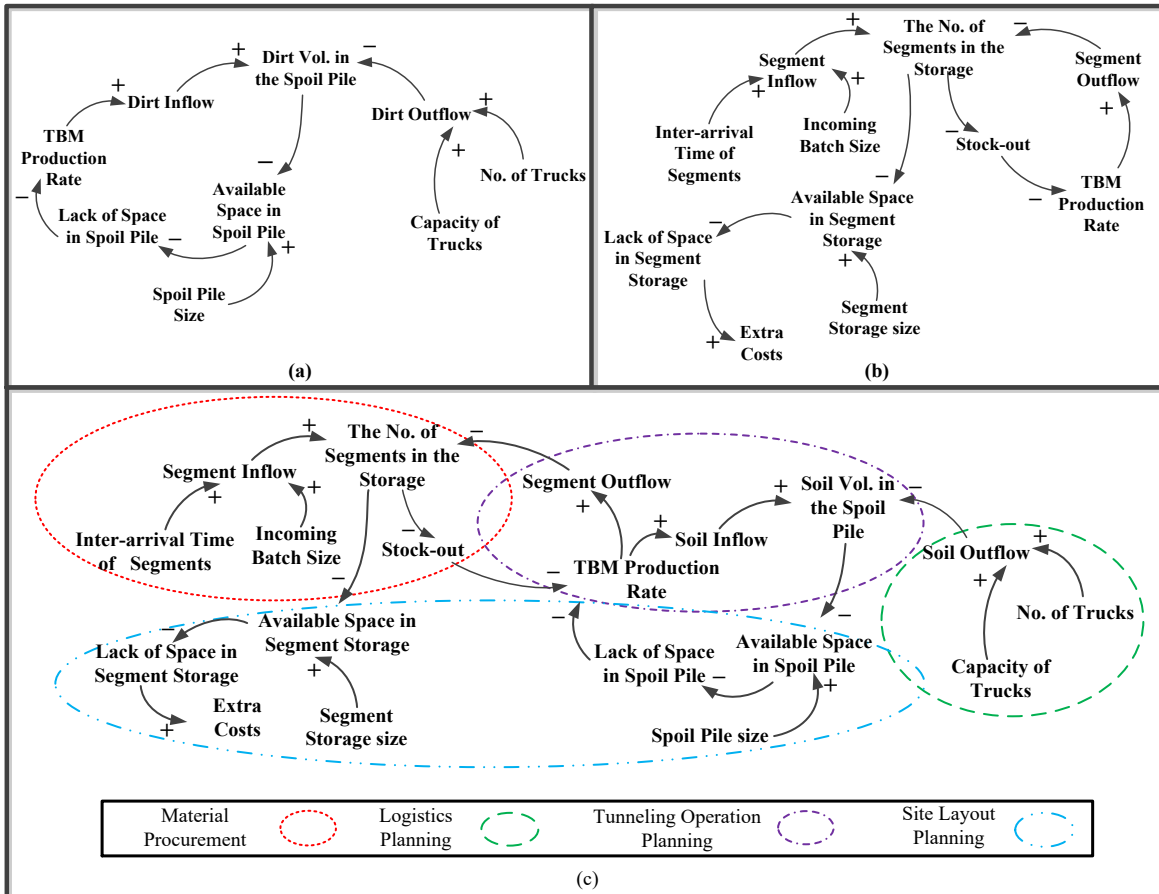 +
−
Dirt Vol. in
the Spoil Pile
+
Dirt Inflow
+
Dirt Outflow
TBM
Production
Rate
+
−
No. of Trucks
−
Available
Space in
Spoil Pile
Lack of Space
in Spoil Pile
−
+
Capacity of
Trucks
Spoil Pile
Size
(a)
+
The No. of
Segments in the
Storage
−
Segment
Inflow
Segment
Outflow
+
+
+
Inter-arrival
Time of
Segments
Incoming
Batch Size
−
Stock-out
−
−
TBM
Production
Rate
Available Space
in Segment
Storage
−
Lack of Space
in Segment
Storage
+
Segment
Storage size
+
Extra
Costs
(b)
+
The No. of
Segments in the
Storage
−
Segment Inflow
+
+
Segment Outflow
+
Inter-arrival Time
of Segments
Incoming
Batch Size
−
Stock-out
+
Soil Inflow
+
Soil Vol. in
the Spoil
Pile
−
Soil Outflow
+
+
−
TBM Production
Rate
No. of Trucks
Capacity of
Trucks
−
−
Available Space in
Segment Storage
−
Lack of Space in
Segment Storage
+
+
Extra
Costs
Segment
Storage size
−
Lack of Space
in Spoil Pile
−
Available Space
in Spoil Pile
−
+
Spoil Pile size
Material
Procurement
Logistics
Planning
Tunneling Operation
Planning
Site Layout
Planning
(c)